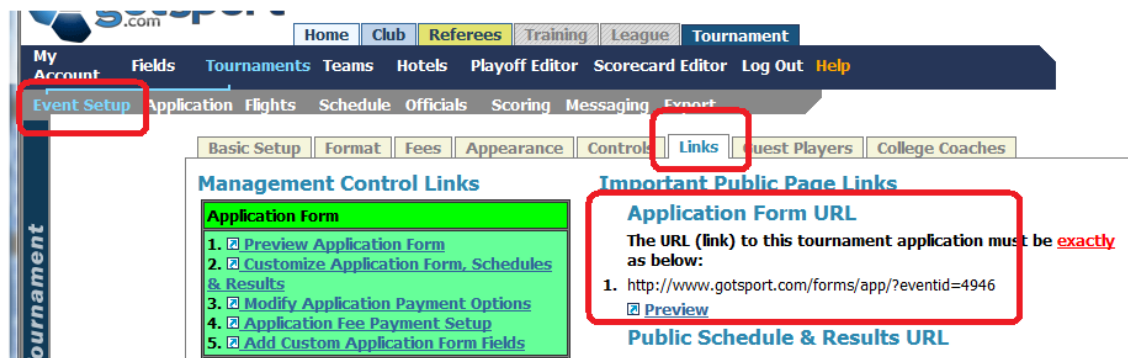 gotsport
.com
Home Club Referees Training League Tournament
My Account Fields Tournaments Teams Hotels Playoff Editor Scorecard Editor Log Out Help
Event Setup Application Flights Schedule Officials Scoring Messaging Export
Basic Setup Format Fees Appearance Controls Links Guest Players College Coaches
Management Control Links
Application Form
1. Preview Application Form
2. Customize Application Form, Schedules
& Results
3. Modify Application Payment Options
4. Application Fee Payment Setup
5. Add Custom Application Form Fields
Important Public Page Links
Application Form URL
The URL (link) to this tournament application must be exactly
as below:
1. http://www.gotsport.com/forms/app/?eventid=4946
Preview
Public Schedule & Results URL
ournament